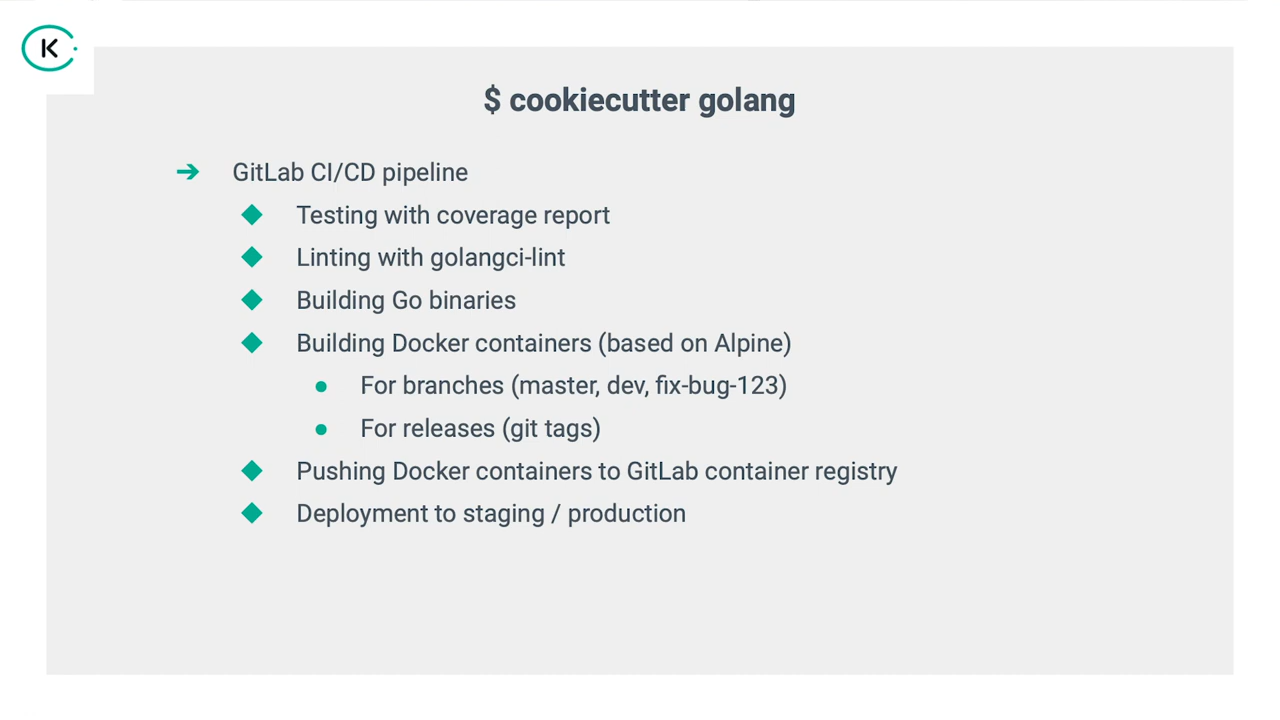 K
$ cookiecutter golang
➔ GitLab CI/CD pipeline
◆ Testing with coverage report
◆ Linting with golangci-lint
◆ Building Go binaries
◆ Building Docker containers (based on Alpine)
● For branches (master, dev, fix-bug-123)
● For releases (git tags)
◆ Pushing Docker containers to GitLab container registry
◆ Deployment to staging / production